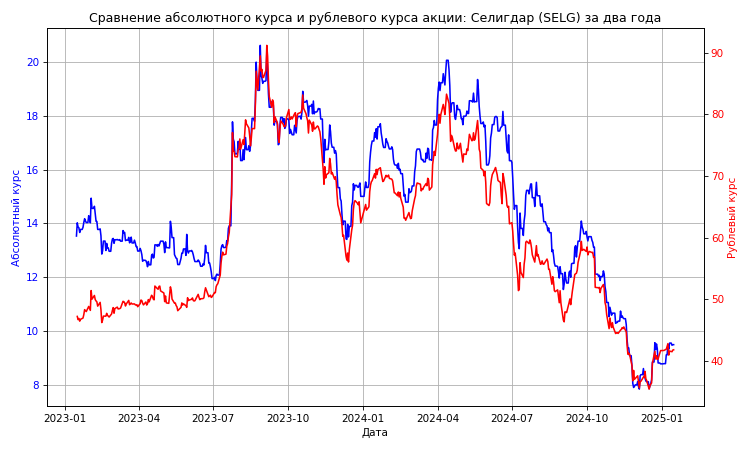 Сравнение абсолютного курса и рублевого курса акции: Селигдар (SELG) за два года
Абсолютный курс
20
18
16
14
12
10
8
90
80
70
60
50
40
Рублевый курс
2023-01 2023-04 2023-07 2023-10 2024-01 2024-04 2024-07 2024-10 2025-01
Дата